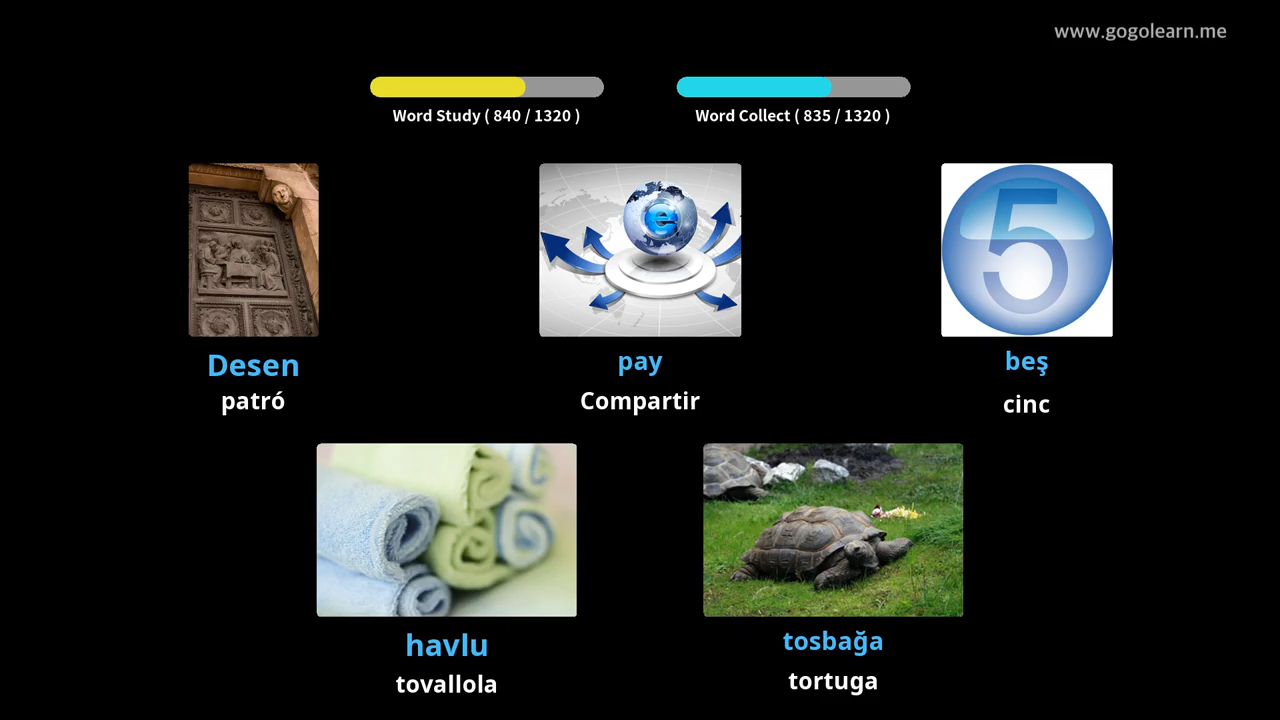 www.gogolearn.me
Word Study ( 840 / 1320 )
Word Collect ( 835 / 1320 )
e
5
Desen
patró
pay
Compartir
beş
cinc
havlu
tovallola
tosbağa
tortuga